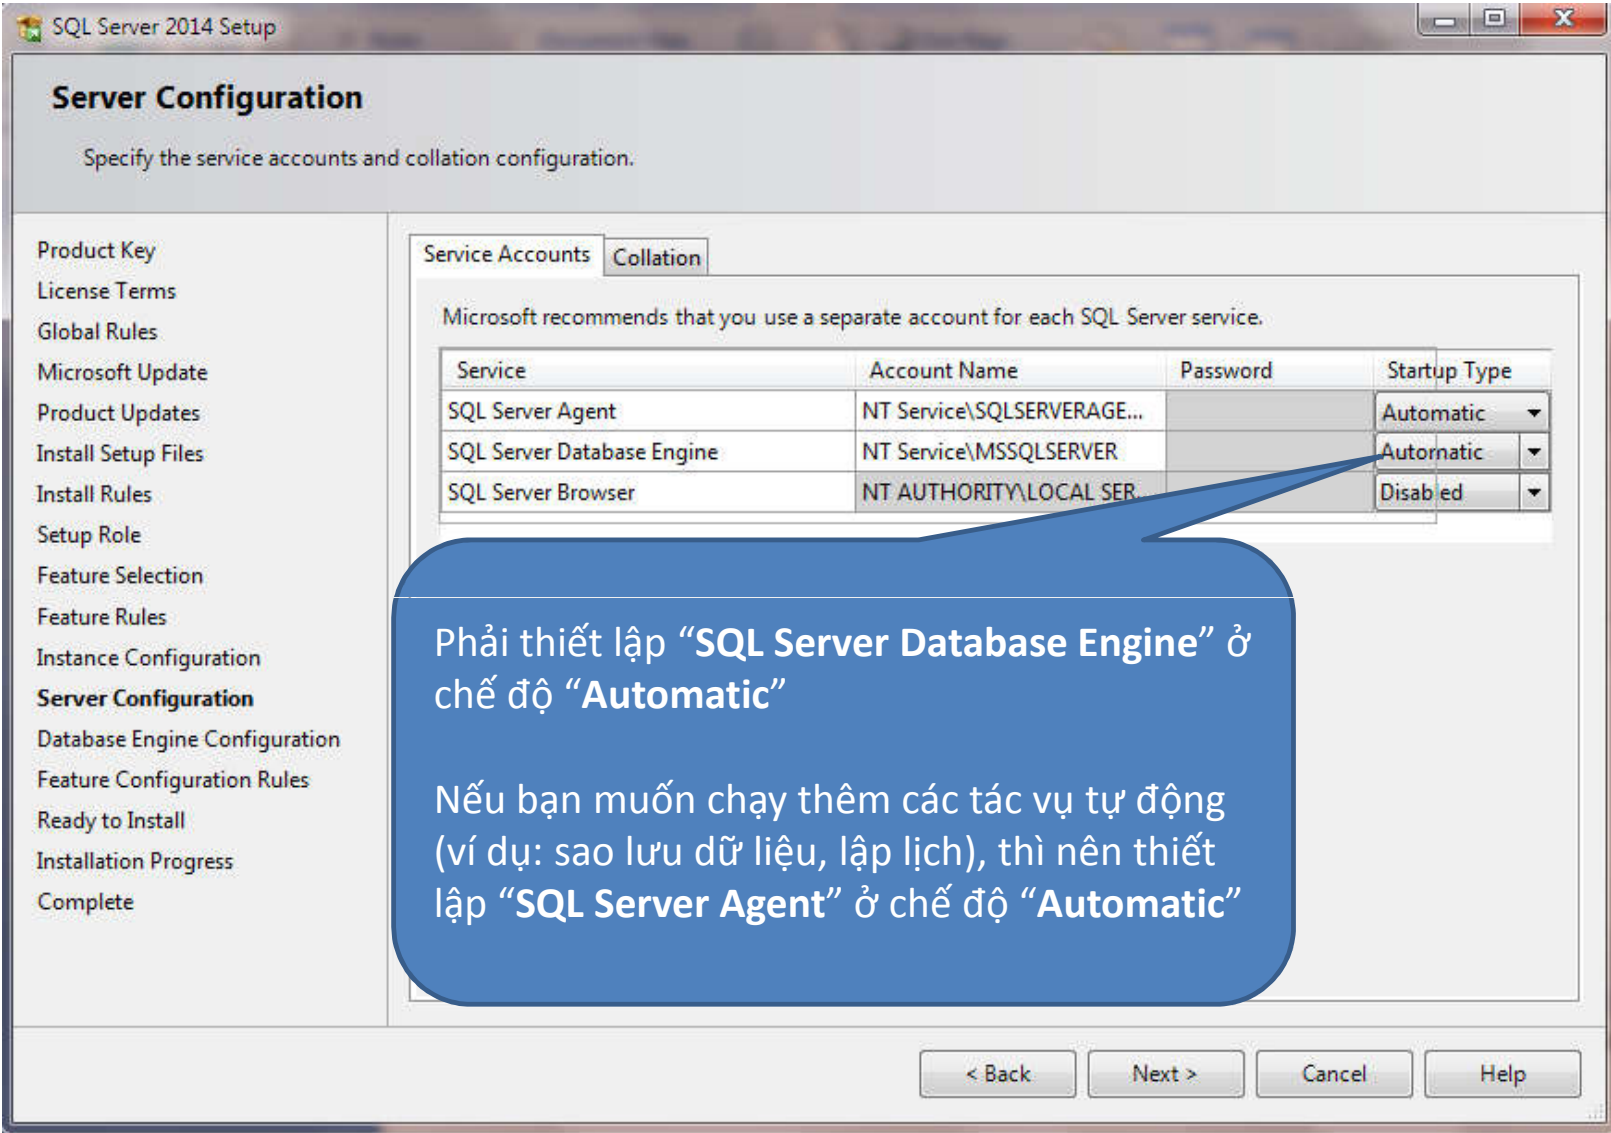 SQL Server 2014 Setup
Server Configuration
Specify the service accounts and collation configuration.
Product Key
License Terms
Global Rules
Microsoft Update
Product Updates
Install Setup Files
Install Rules
Setup Role
Feature Selection
Feature Rules
Instance Configuration
Server Configuration
Database Engine Configuration
Feature Configuration Rules
Ready to Install
Installation Progress
Complete
Service Accounts Collation
Microsoft recommends that you use a separate account for each SQL Server service.
Service Account Name Password Startup Type
SQL Server Agent NT Service\SQLSERVERAGE... Automatic
SQL Server Database Engine NT Service\MSSQLSERVER Automatic
SQL Server Browser NT AUTHORITY\LOCAL SER... Disabled
Phải thiết lập “SQL Server Database Engine” ở
chế độ “Automatic”
Nếu bạn muốn chạy thêm các tác vụ tự động
(ví dụ: sao lưu dữ liệu, lập lịch), thì nên thiết
lập “SQL Server Agent” ở chế độ “Automatic”
< Back Next > Cancel Help